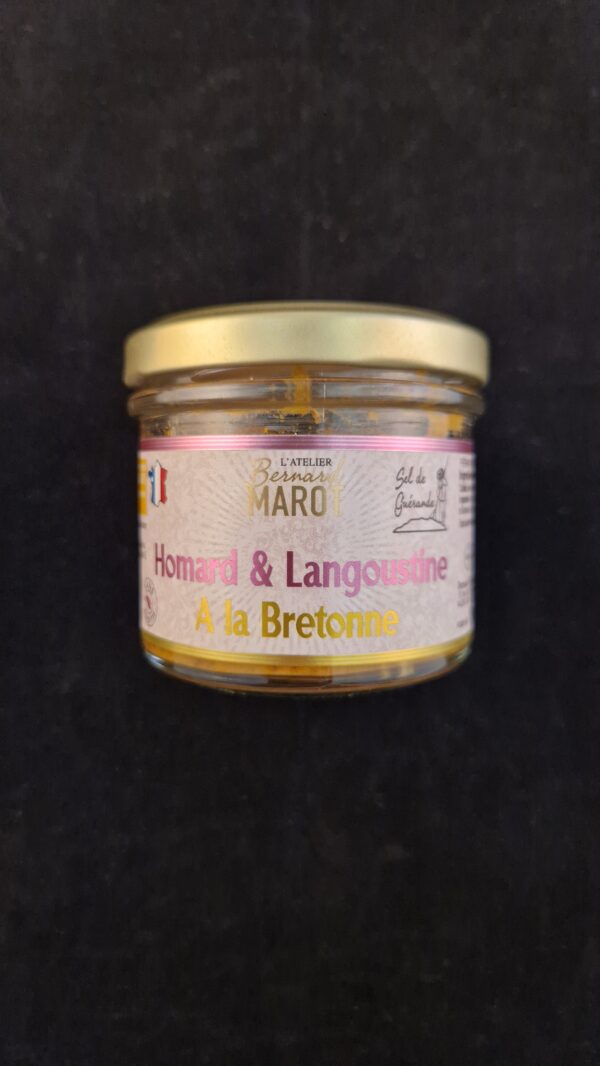 L'ATELIER
Bernard
MAROT
Sel de
Guérande
Homard & Langoustine
A la Bretonne